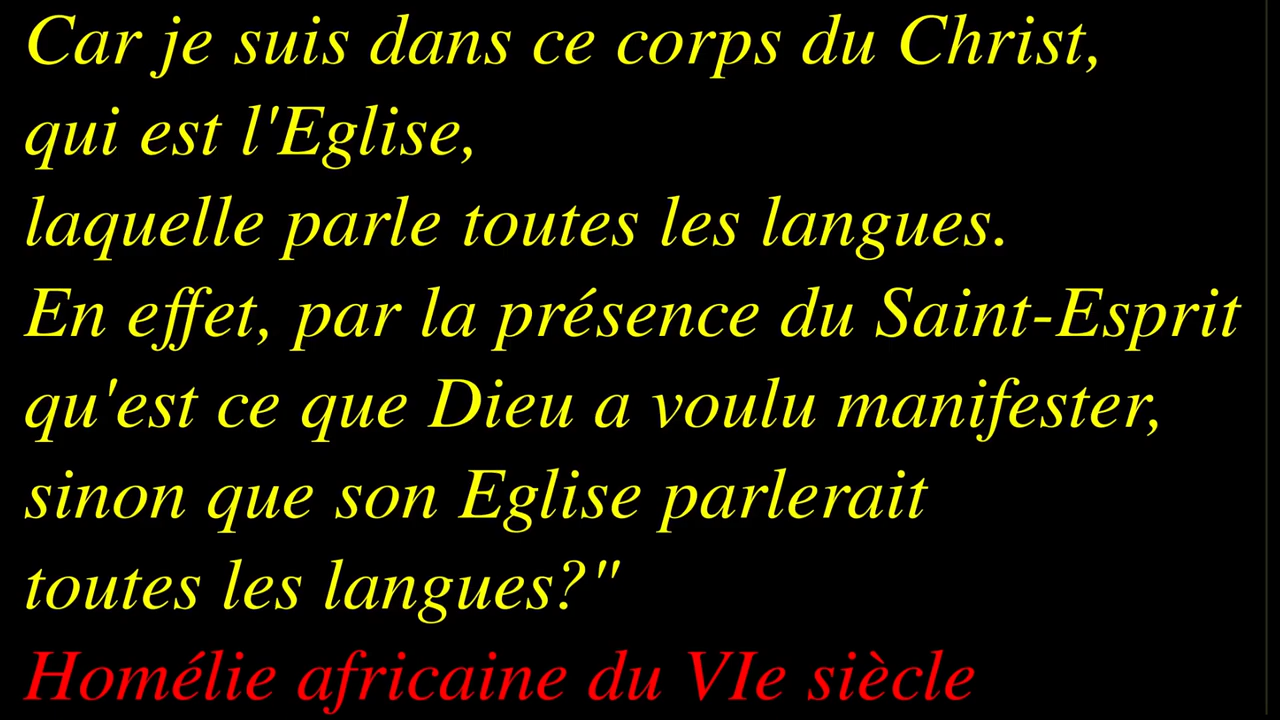 Car je suis dans ce corps du Christ,
qui est l'Eglise,
laquelle parle toutes les langues.
En effet, par la présence du Saint-Esprit
qu'est ce que Dieu a voulu manifester,
sinon que son Eglise parlerait
toutes les langues?"
Homélie africaine du VIe siècle